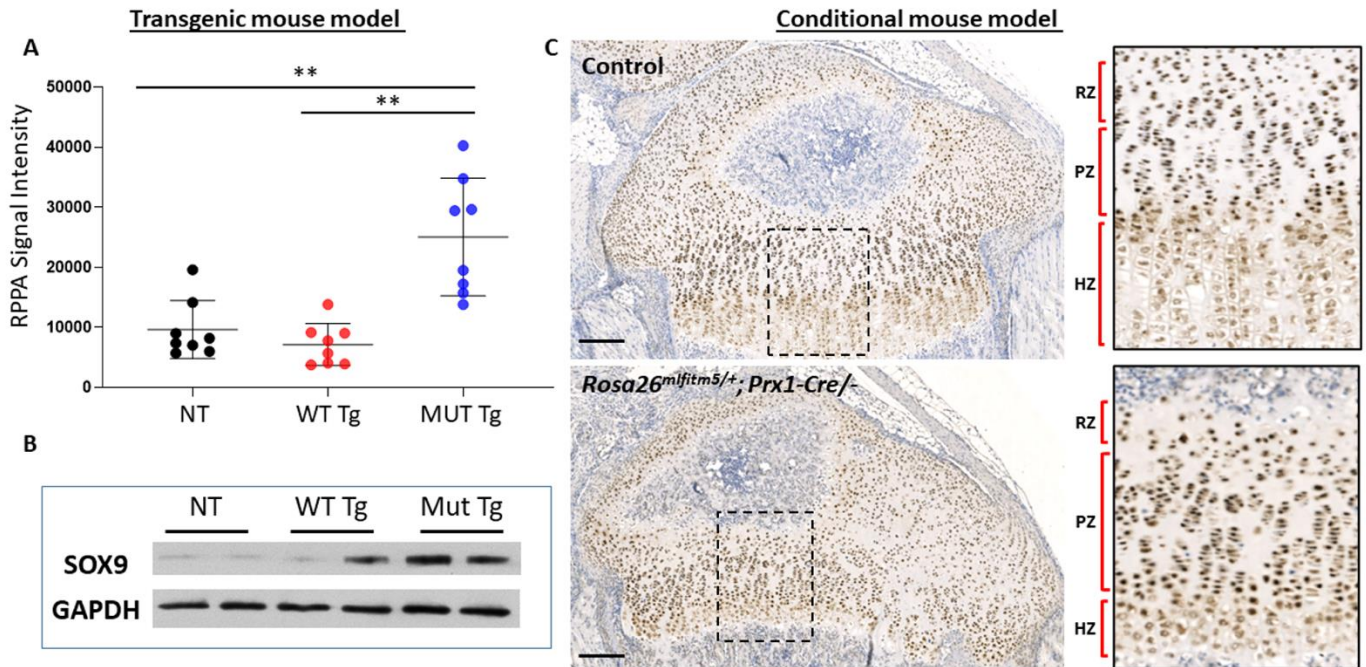 Transgenic mouse model
Conditional mouse model
A
**
**
50000
40000
30000
20000
10000
0
RPPA Signal Intensity
NT
WT Tg
MUT Tg
B
NT
WT Tg
Mut Tg
SOX9
GAPDH
C
Control
RZ
PZ
HZ
Rosa26mlfitm5/+; Prx1-Cre/-
RZ
PZ
HZ